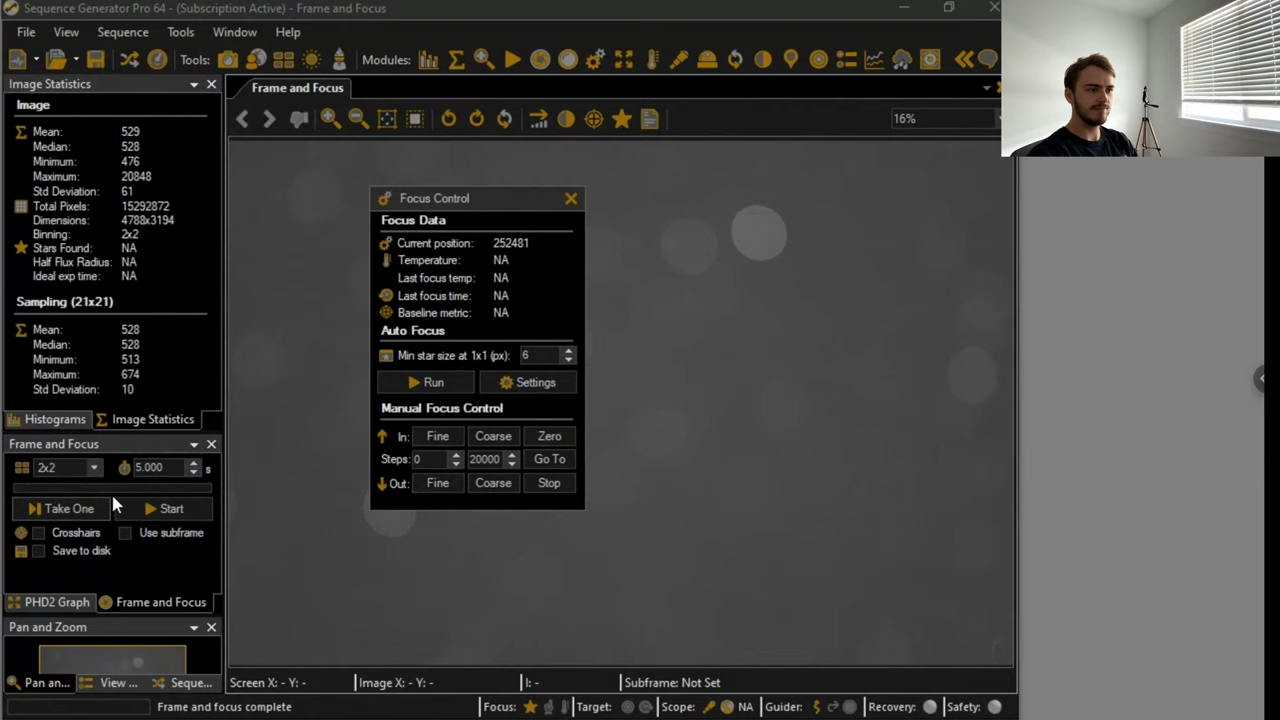 Sequence Generator Pro 64 - (Subscription Active) - Frame and Focus
File View Sequence Tools Window Help
Tools: Modules:
Image Statistics
Image
Mean: 529
Median: 528
Minimum: 476
Maximum: 20848
Std Deviation: 61
Total Pixels: 15292872
Dimensions: 4788x3194
Binning: 2x2
Stars Found: NA
Half Flux Radius: NA
Ideal exp time: NA
Sampling (21x21)
Mean: 528
Median: 528
Minimum: 513
Maximum: 674
Std Deviation: 10
Histograms Image Statistics
Frame and Focus
2x2 5.000 s
Take One Start
Crosshairs Use subframe
Save to disk
PHD2 Graph Frame and Focus
Pan and Zoom
Pan an... View ... Seque...
Frame and Focus
16%
Focus Control
Focus Data
Current position: 252481
Temperature: NA
Last focus temp: NA
Last focus time: NA
Baseline metric: NA
Auto Focus
Min star size at 1x1 (px): 6
Run Settings
Manual Focus Control
In: Fine Coarse Zero
Steps: 0 20000 Go To
Out: Fine Coarse Stop
Screen X: - Y: - Image X: - Y: - I: - Subframe: Not Set
Frame and focus complete Focus: Target: Scope: NA Guider: Recovery: Safety: